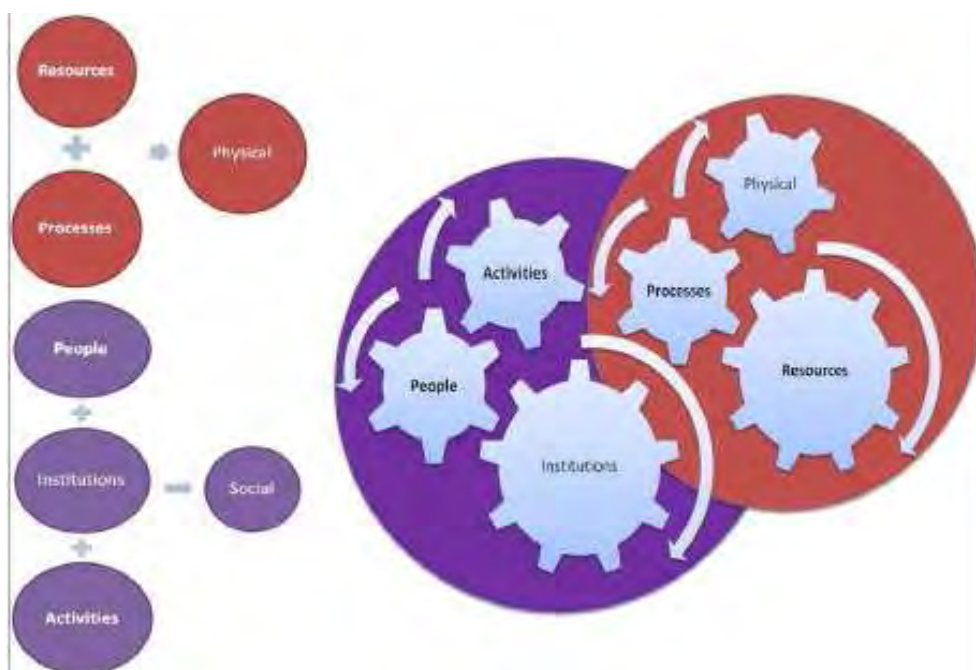 Resources
Physical
Processes
People
Institutions
Social
Activities
Physical
Activities
Processes
People
Resources
Institutions